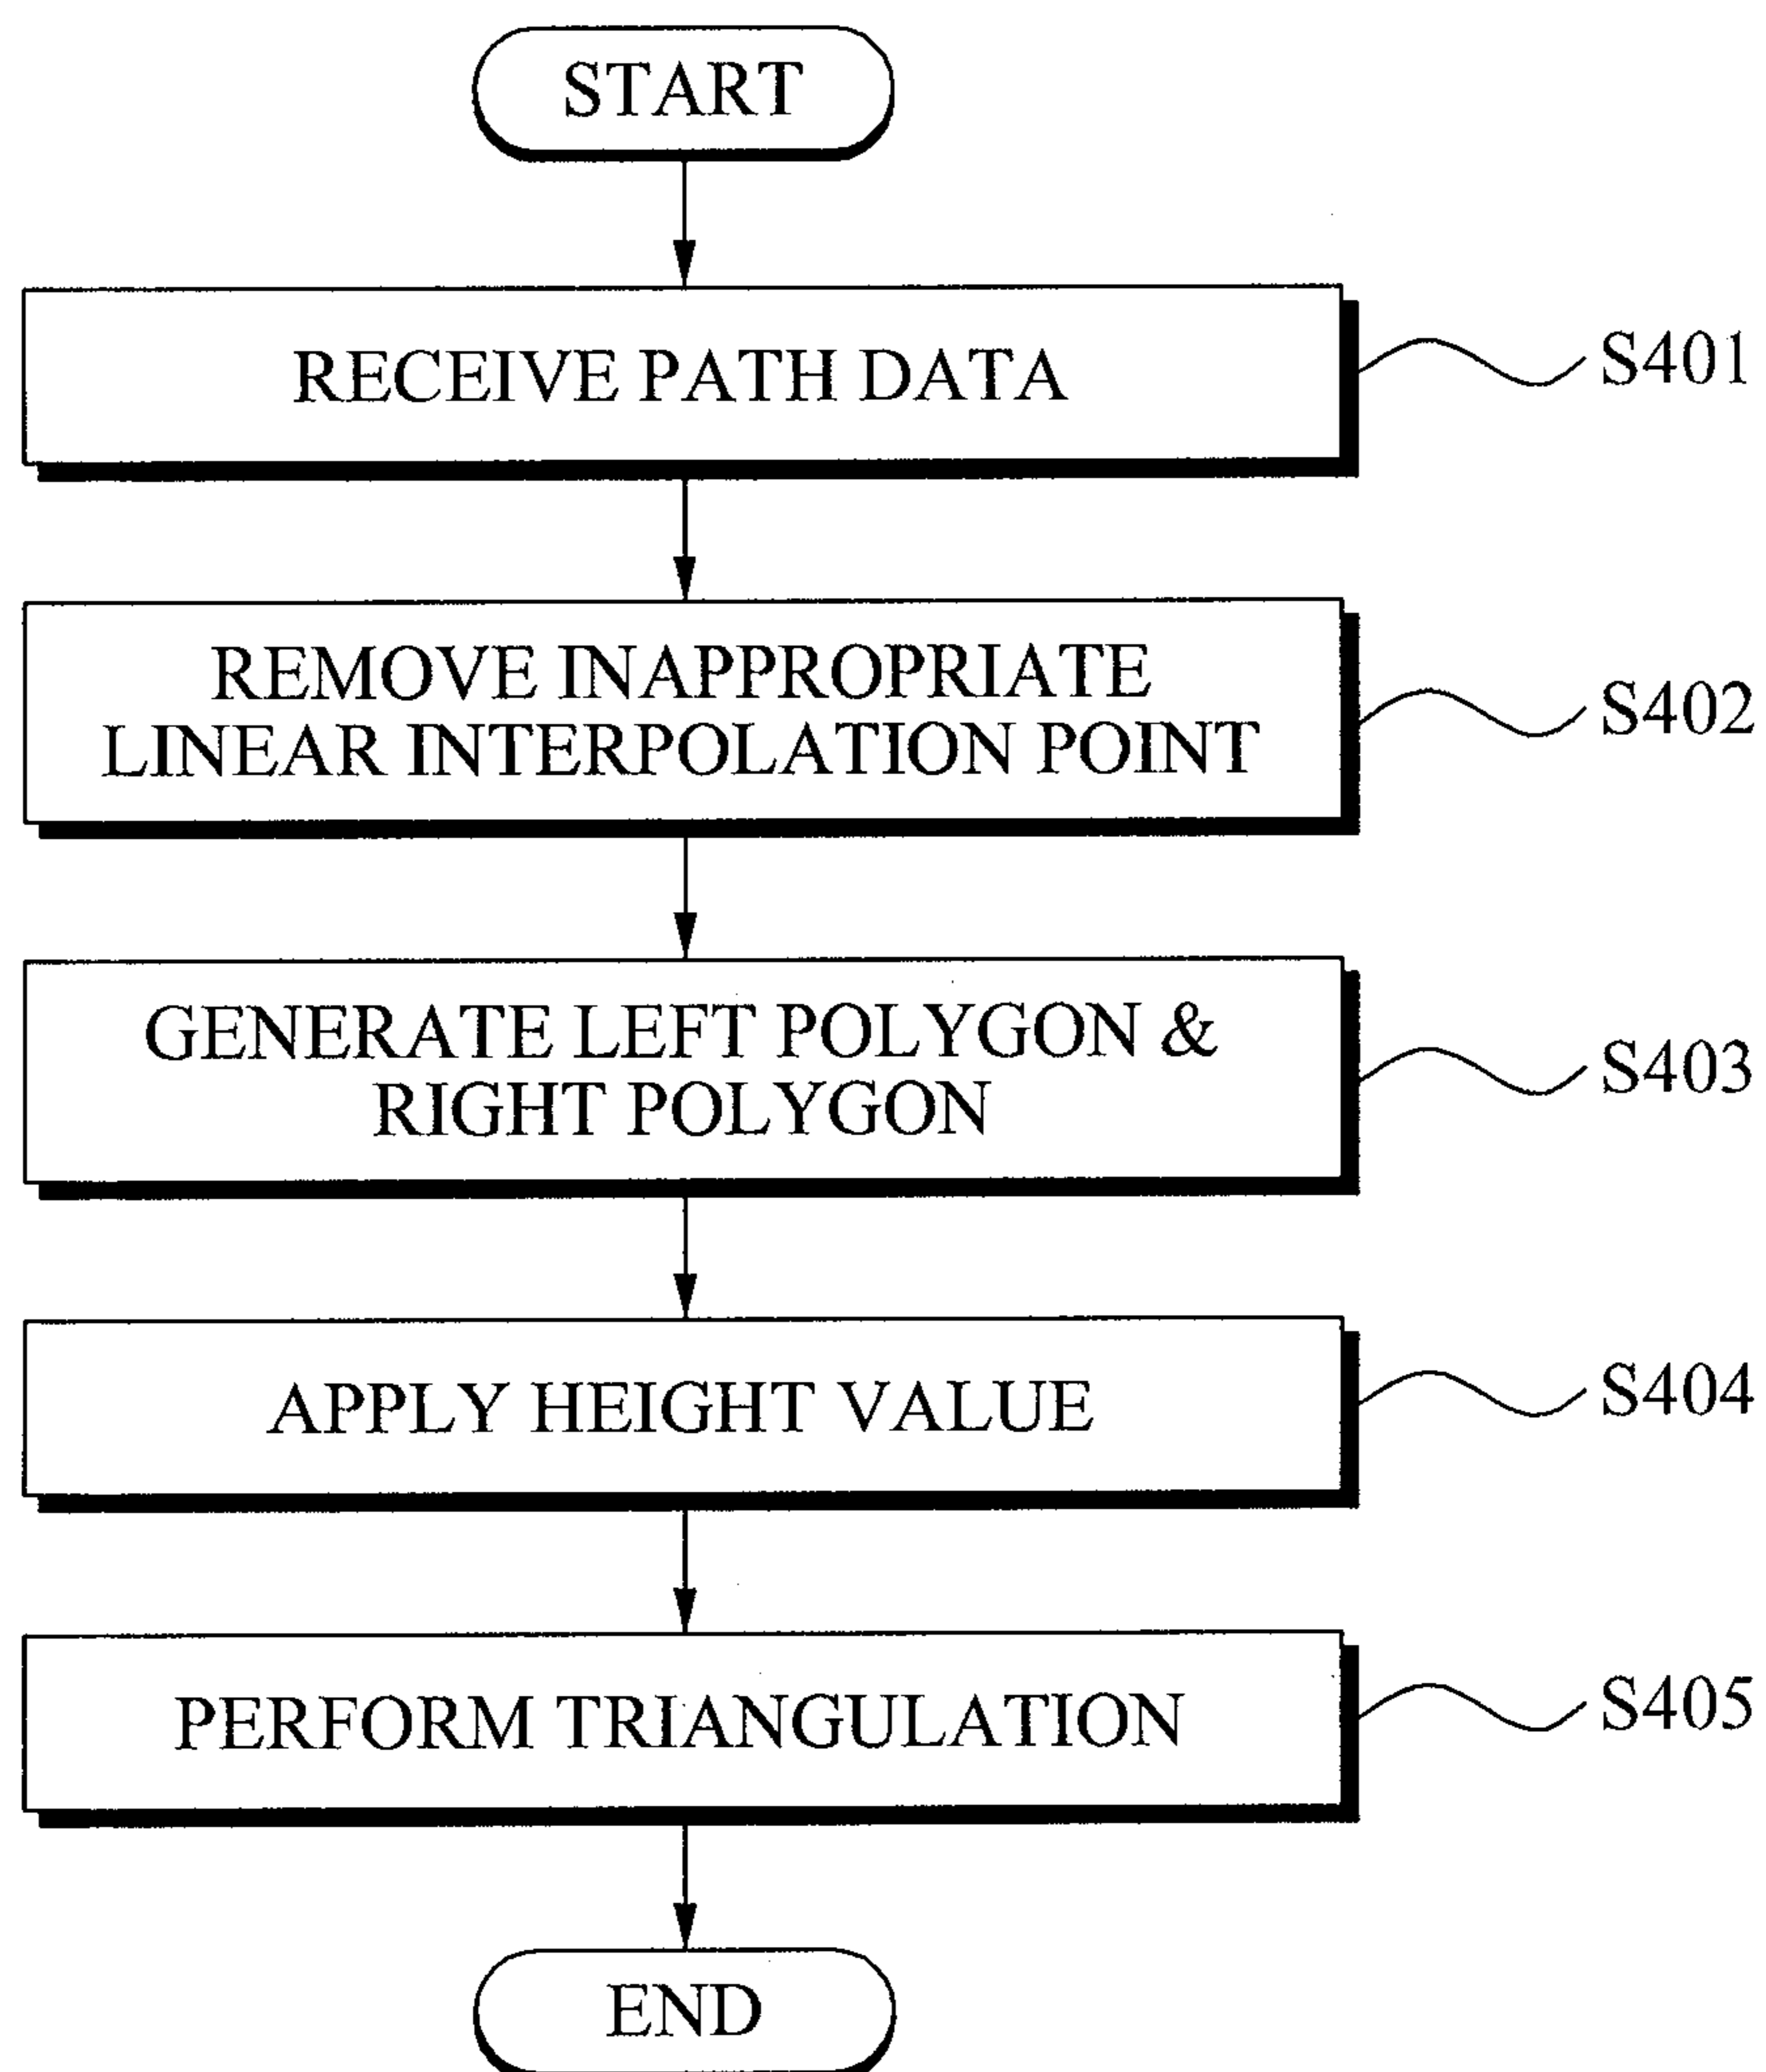 START
RECEIVE PATH DATA
S401
REMOVE INAPPROPRIATE
LINEAR INTERPOLATION POINT
S402
GENERATE LEFT POLYGON &
RIGHT POLYGON
S403
APPLY HEIGHT VALUE
S404
PERFORM TRIANGULATION
S405
END